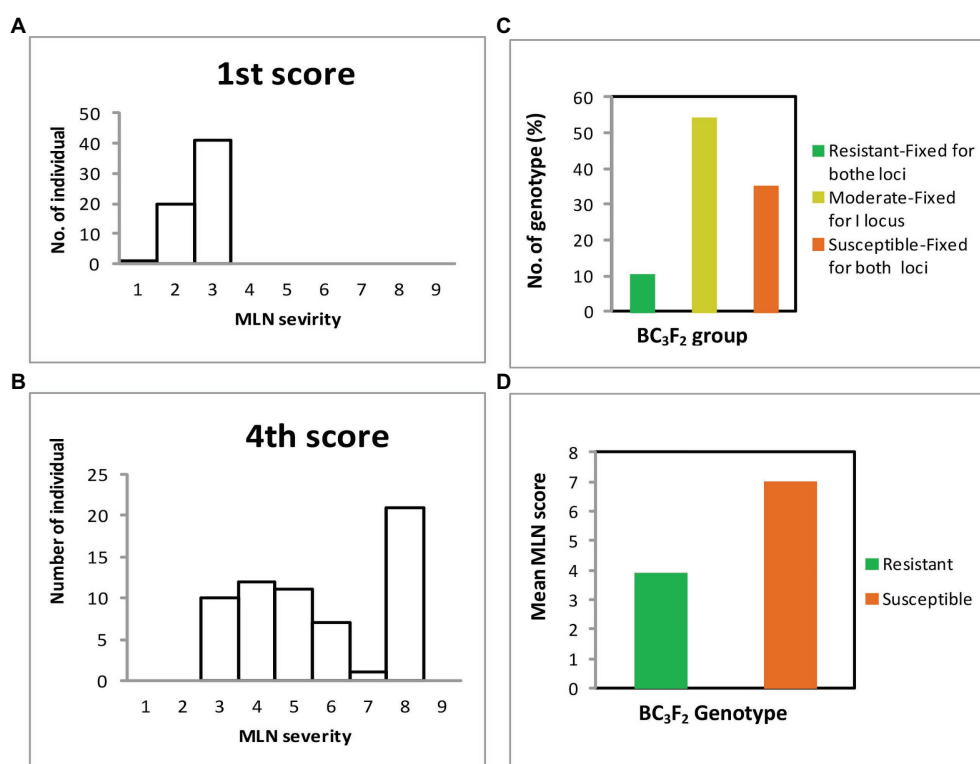 A
1st score
No. of individual
50
40
30
20
10
0
1 2 3 4 5 6 7 8 9
MLN sevirity
B
4th score
Number of individual
25
20
15
10
5
0
1 2 3 4 5 6 7 8 9
MLN severity
C
No. of genotype (%)
60
50
40
30
20
10
0
BC₃F₂ group
Resistant-Fixed for
bothe loci
Moderate-Fixed
for I locus
Susceptible-Fixed
for both loci
D
Mean MLN score
8
7
6
5
4
3
2
1
0
BC₃F₂ Genotype
Resistant
Susceptible